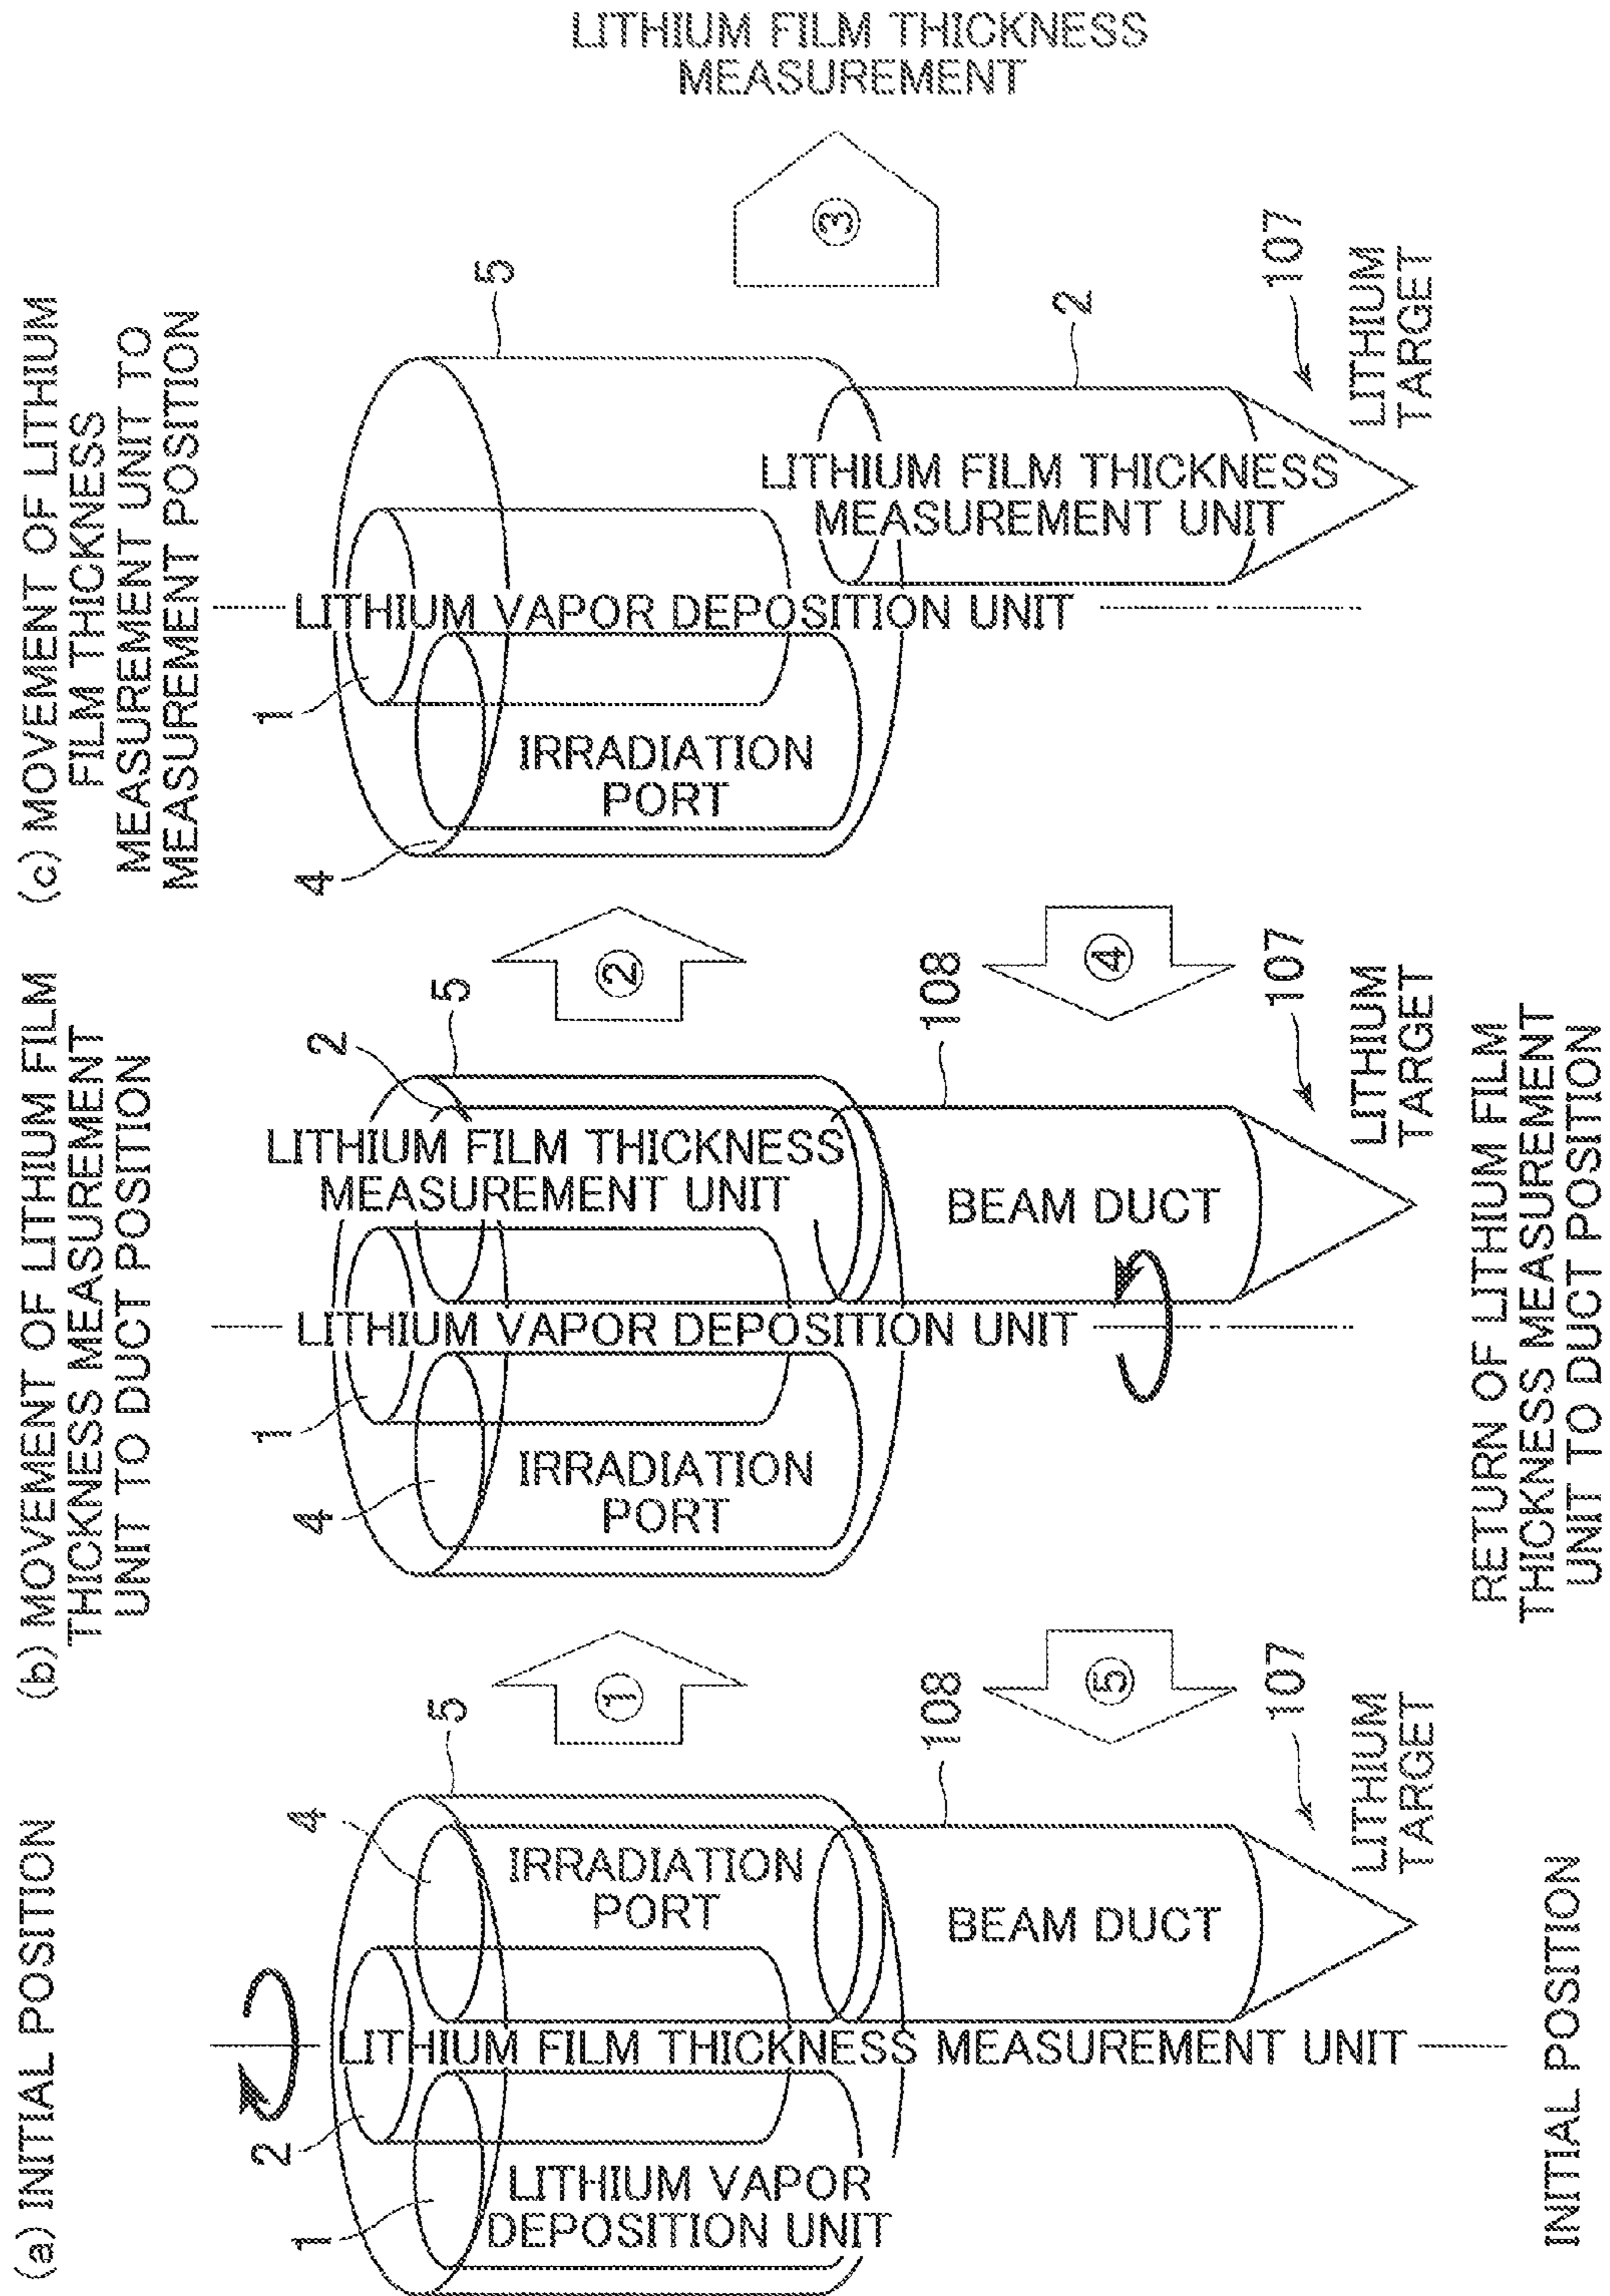 (a) INITIAL POSITION
2
1
4
5
LITHIUM VAPOR
DEPOSITION UNIT
LITHIUM FILM THICKNESS MEASUREMENT UNIT
IRRADIATION
PORT
108
BEAM DUCT
107
LITHIUM
TARGET
INITIAL POSITION
1
5
(b) MOVEMENT OF LITHIUM FILM
THICKNESS MEASUREMENT
UNIT TO DUCT POSITION
1
4
2
5
IRRADIATION
PORT
LITHIUM VAPOR DEPOSITION UNIT
LITHIUM FILM THICKNESS
MEASUREMENT UNIT
108
BEAM DUCT
107
LITHIUM
TARGET
RETURN OF LITHIUM FILM
THICKNESS MEASUREMENT
UNIT TO DUCT POSITION
2
4
(c) MOVEMENT OF LITHIUM
FILM THICKNESS
MEASUREMENT UNIT TO
MEASUREMENT POSITION
1
4
5
IRRADIATION
PORT
LITHIUM VAPOR DEPOSITION UNIT
LITHIUM FILM THICKNESS
MEASUREMENT UNIT
2
107
LITHIUM
TARGET
3
LITHIUM FILM THICKNESS
MEASUREMENT